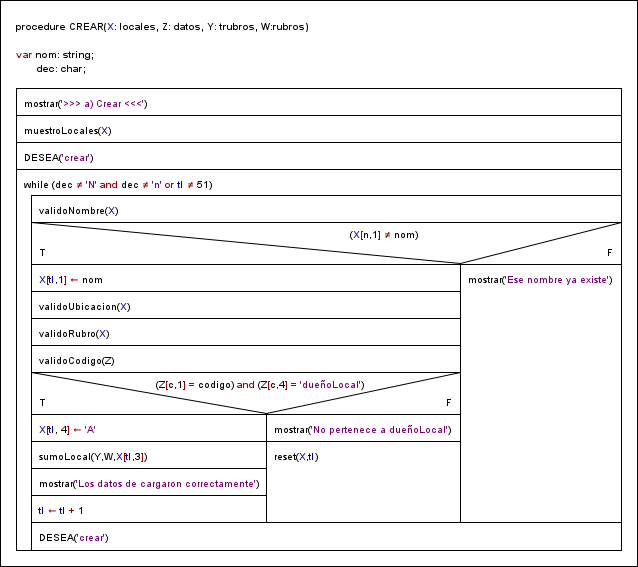 procedure CREAR(X: locales, Z: datos, Y: trubros, W:rubros)
var nom: string;
dec: char;
mostrar('>>> a) Crear <<<')
muestroLocales(X)
DESEA('crear')
while (dec ≠ 'N' and dec ≠ 'n' or tl ≠ 51)
validoNombre(X)
(X[n,1] ≠ nom)
T F
X[tl,1] ← nom
mostrar('Ese nombre ya existe')
validoUbicacion(X)
validoRubro(X)
validoCodigo(Z)
(Z[c,1] = codigo) and (Z[c,4] = 'dueñoLocal')
T F
X[tl, 4] ← 'A'
mostrar('No pertenece a dueñoLocal')
sumoLocal(Y,W,X[tl,3])
reset(X,tl)
mostrar('Los datos de cargaron correctamente')
tl ← tl + 1
DESEA('crear')